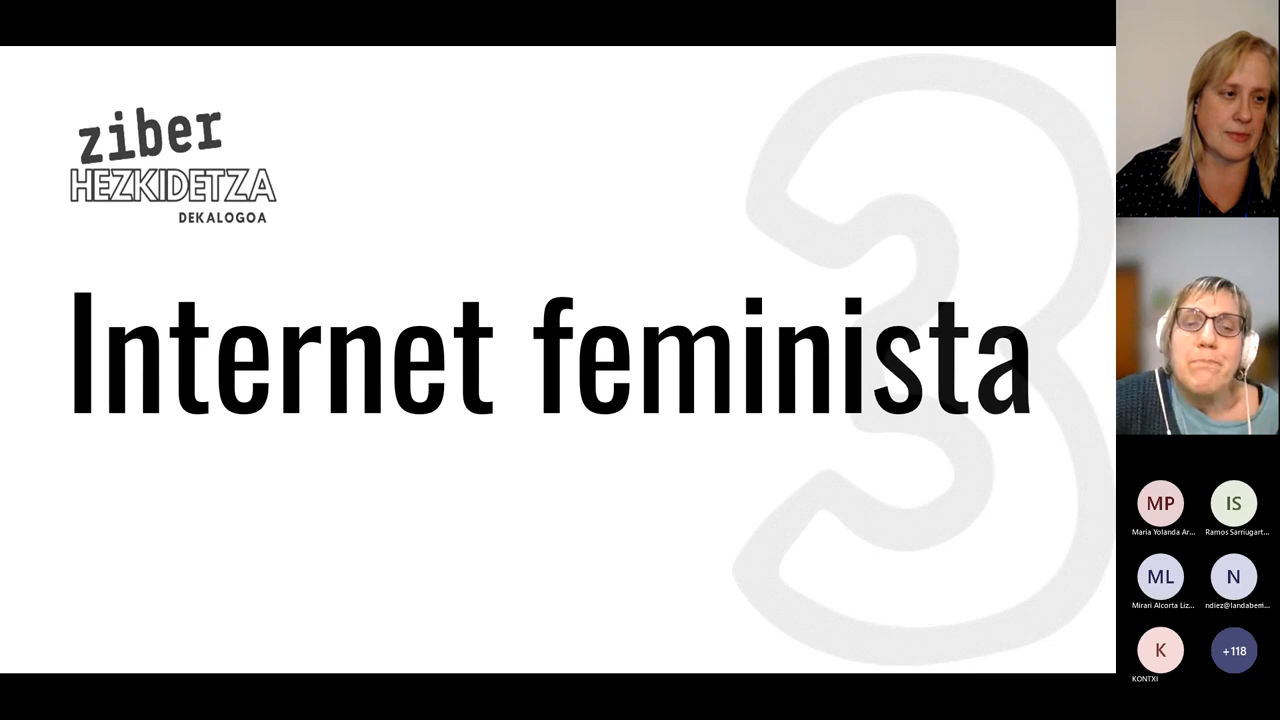 ziber
HEZKIDETZA
DEKALOGOA
3
Internet feminista
MP
Maria Yolanda Ar...
IS
Ramos Sarriugart...
ML
Mirari Alcorta Liz...
N
ndiez@landaberri...
K
KONTXI
+118